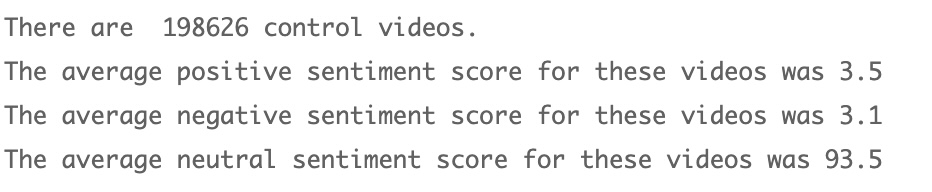 There are  198626 control videos.
The average positive sentiment score for these videos was 3.5
The average negative sentiment score for these videos was 3.1
The average neutral sentiment score for these videos was 93.5